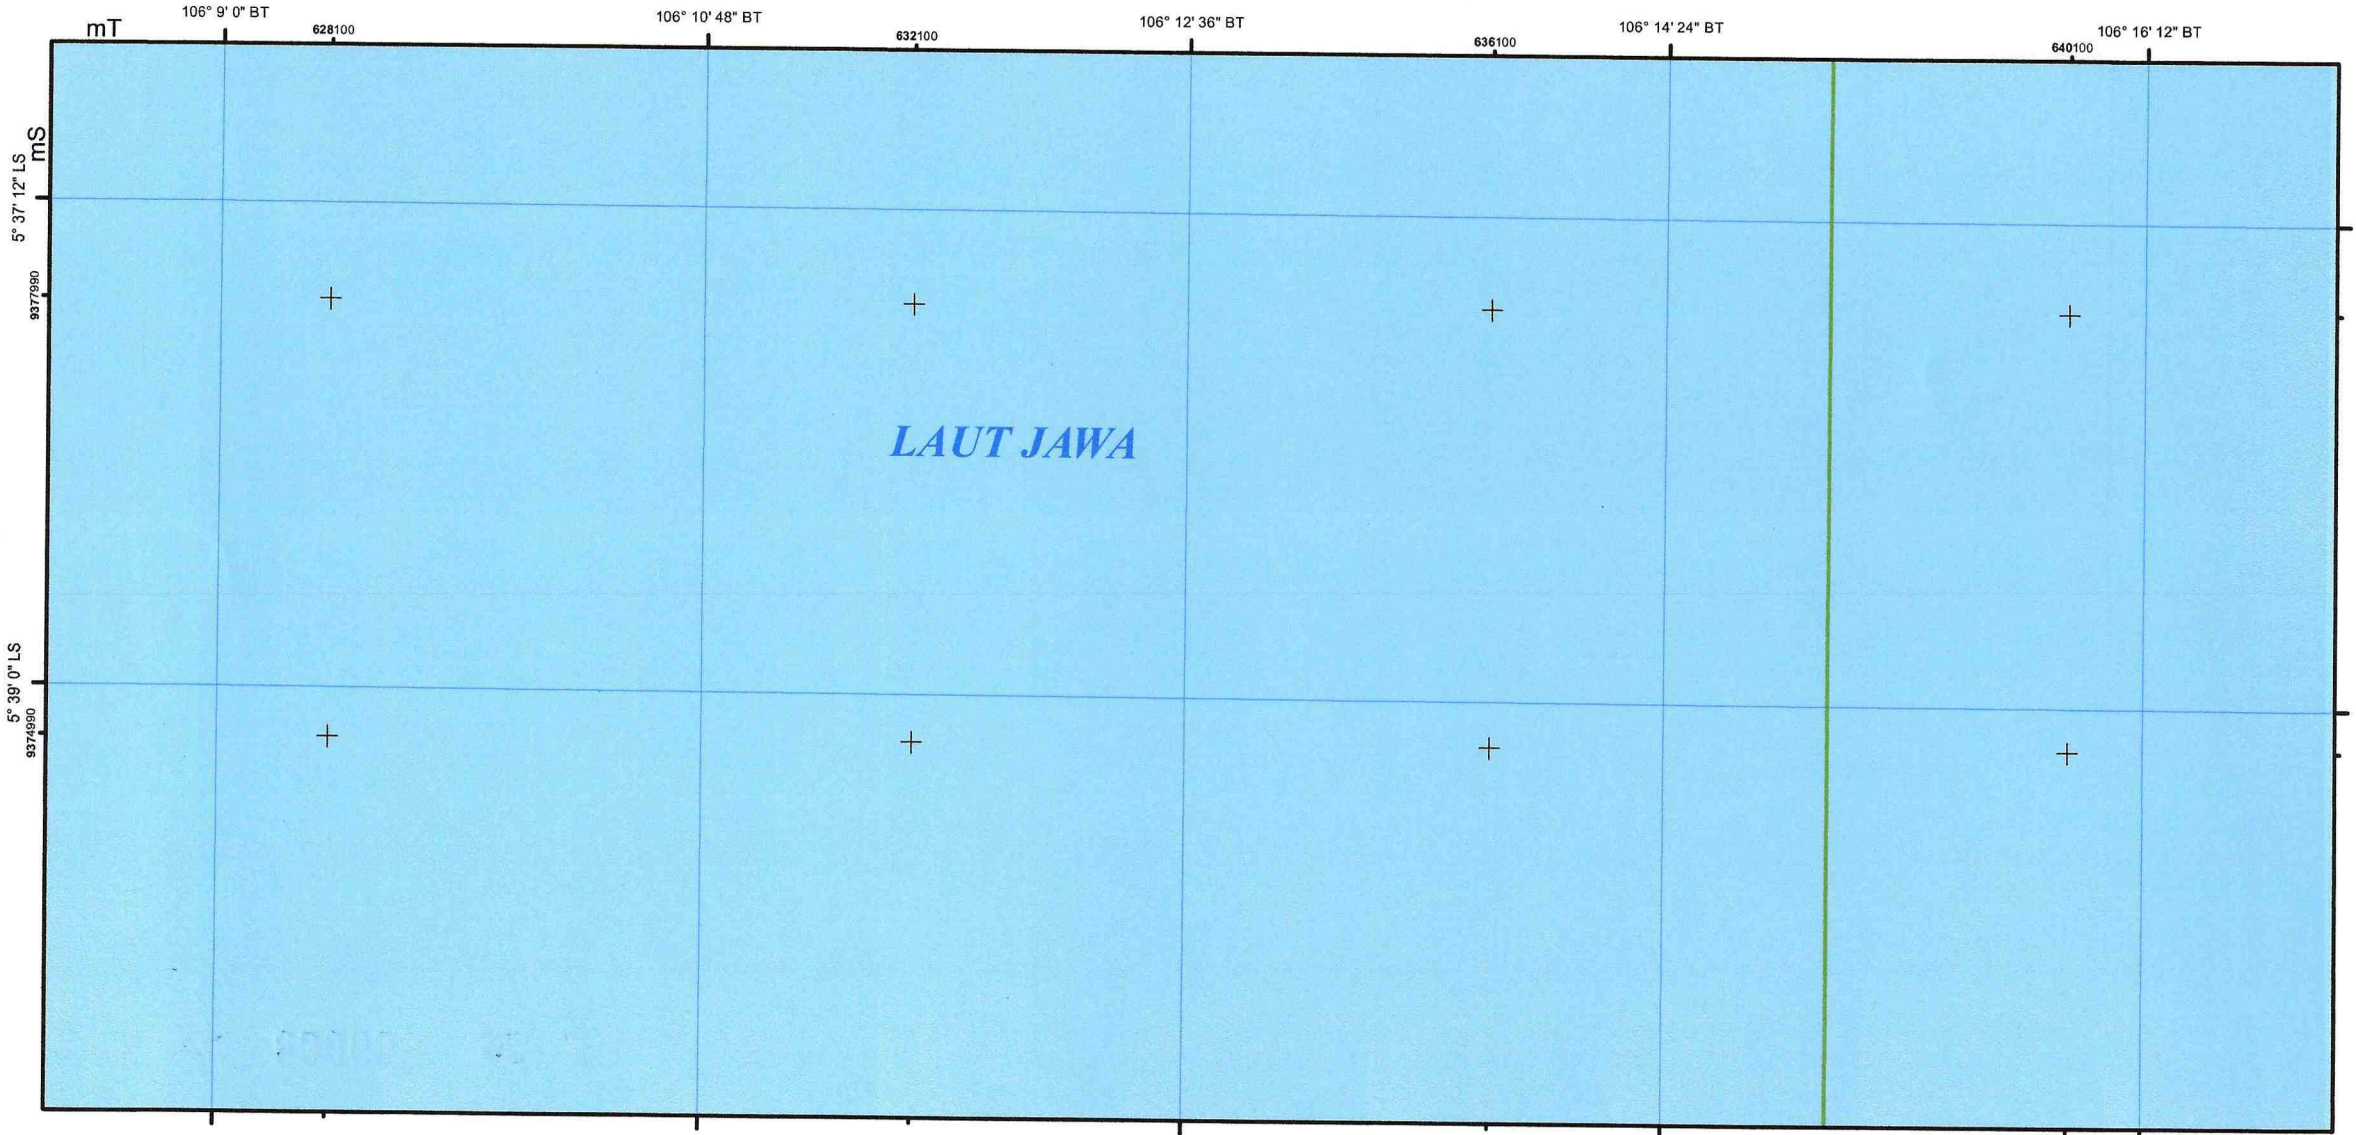 106° 9' 0" BT
106° 10' 48" BT
106° 12' 36" BT
106° 14' 24" BT
106° 16' 12" BT
mT
628100
632100
636100
640100
mS
5° 37' 12" LS
9377990
LAUT JAWA
5° 39' 0" LS
9374990